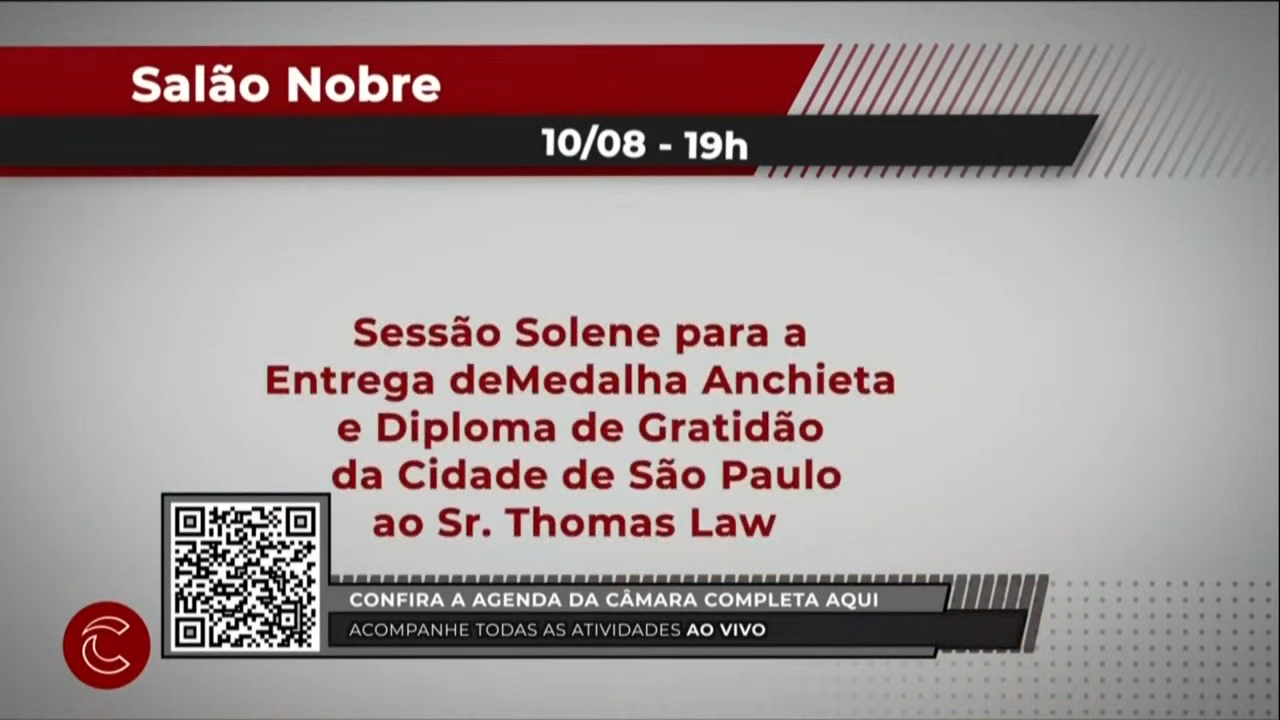 Salão Nobre
10/08 - 19h
Sessão Solene para a
Entrega deMedalha Anchieta
e Diploma de Gratidão
da Cidade de São Paulo
ao Sr. Thomas Law
CONFIRA A AGENDA DA CÂMARA COMPLETA AQUI
ACOMPANHE TODAS AS ATIVIDADES AO VIVO